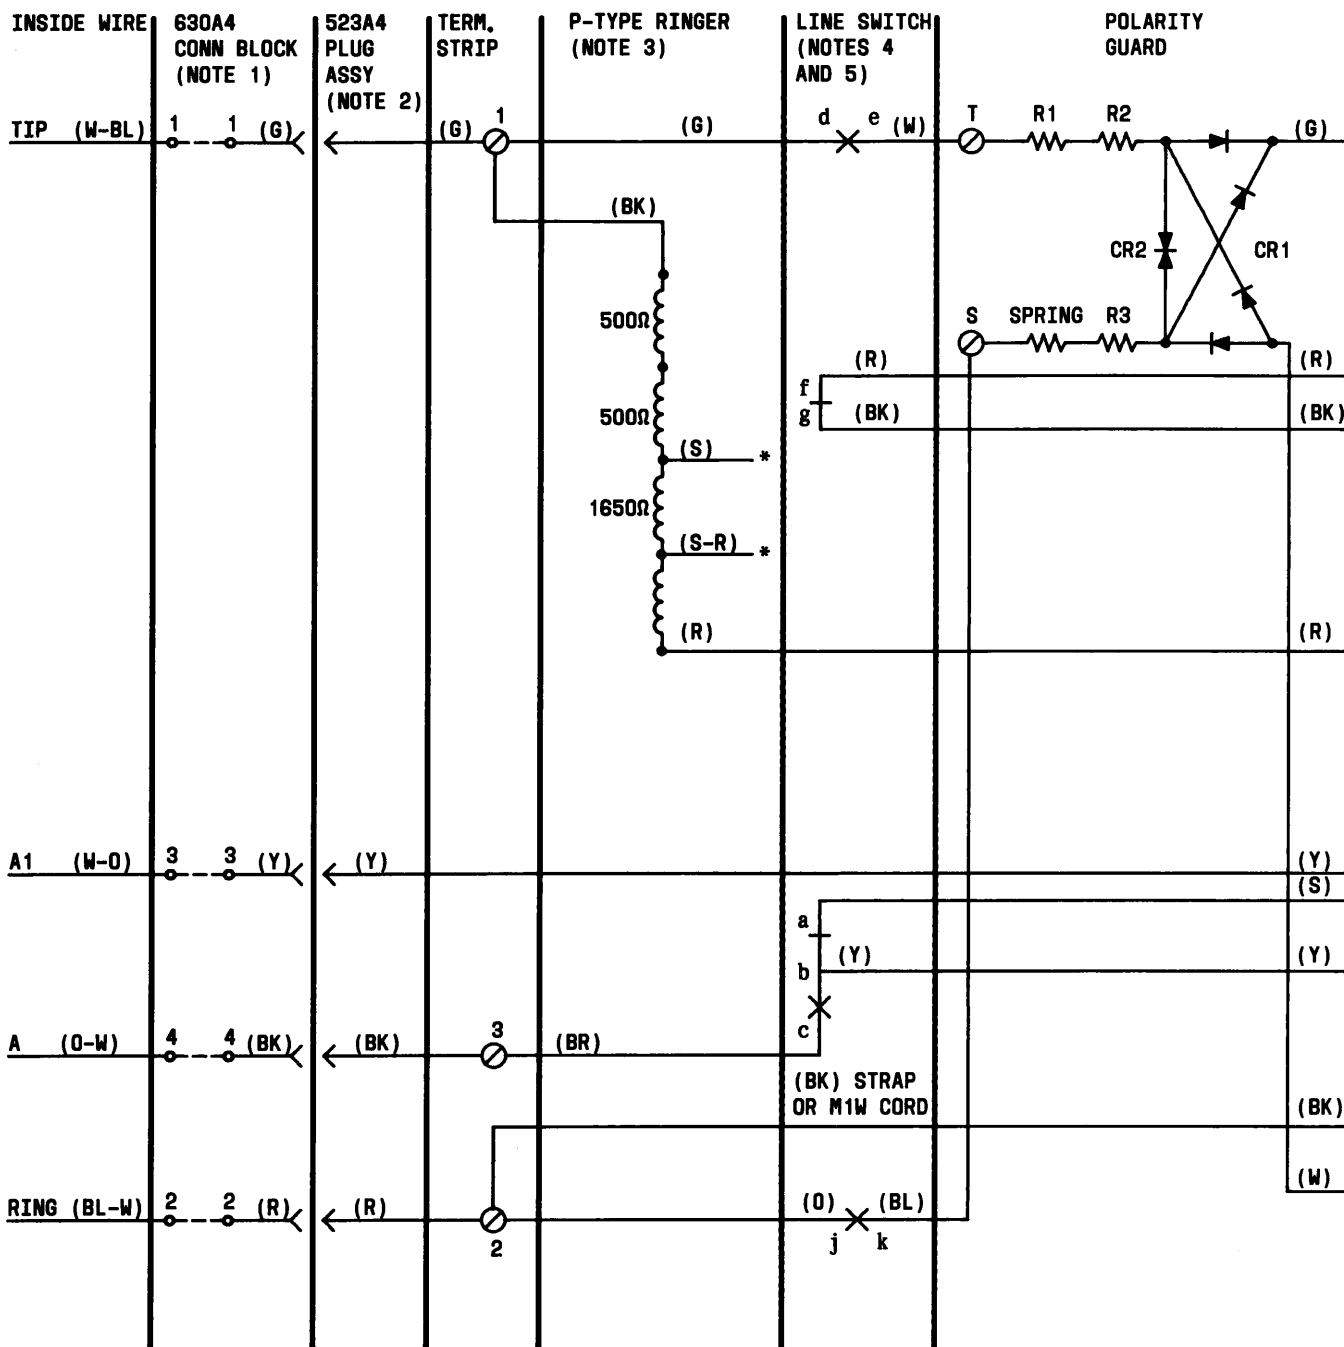 INSIDE WIRE
630A4
CONN BLOCK
(NOTE 1)
523A4
PLUG
ASSY
(NOTE 2)
TERM.
STRIP
P-TYPE RINGER
(NOTE 3)
LINE SWITCH
(NOTES 4
AND 5)
POLARITY
GUARD
TIP (W-BL) 1 1 (G) (G) 1 (G) d e (W) T R1 R2 (G)
(BK)
CR2 CR1
500Ω
S SPRING R3
(R) (R)
f
g (BK) (BK)
500Ω
(S) *
1650Ω
(S-R) *
(R) (R)
A1 (W-O) 3 3 (Y) (Y) (Y)
(S)
a
b (Y) (Y)
c
A (O-W) 4 4 (BK) (BK) 3 (BR)
(BK) STRAP
OR M1W CORD
(BK)
(W)
RING (BL-W) 2 2 (R) (R) 2 (O) (BL)
j k